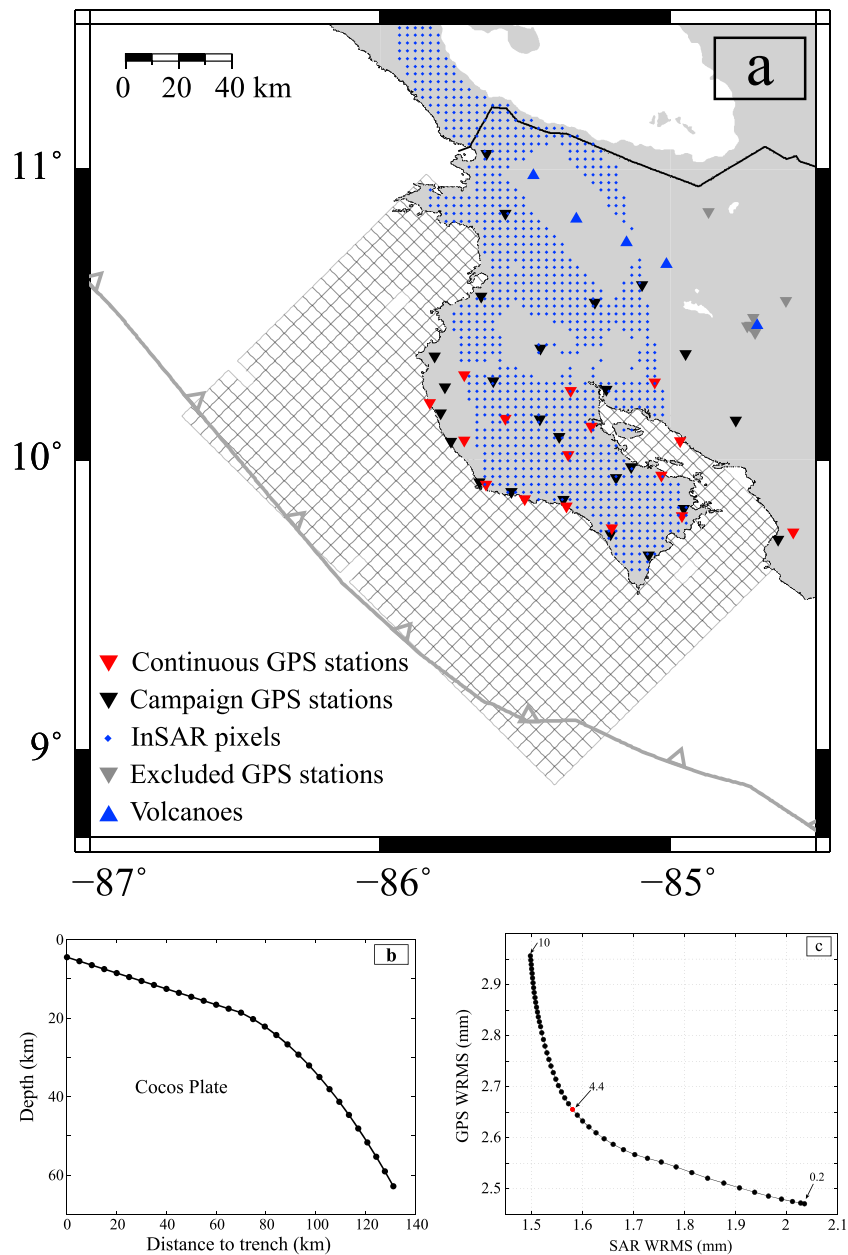 a
0 20 40 km
11°
10°
9°
Continuous GPS stations
Campaign GPS stations
InSAR pixels
Excluded GPS stations
Volcanoes
−87° −86° −85°
b
0
20
40
60
Depth (km)
Cocos Plate
0 20 40 60 80 100 120 140
Distance to trench (km)
c
10
2.9
2.8
2.7
2.6
2.5
GPS WRMS (mm)
4.4
0.2
1.5 1.6 1.7 1.8 1.9 2 2.1
SAR WRMS (mm)